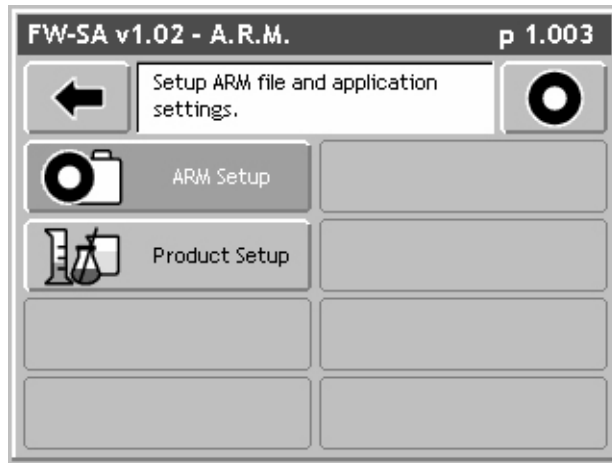 FW-SA v1.02 - A.R.M. p 1.003
Setup ARM file and application
settings.
ARM Setup
Product Setup